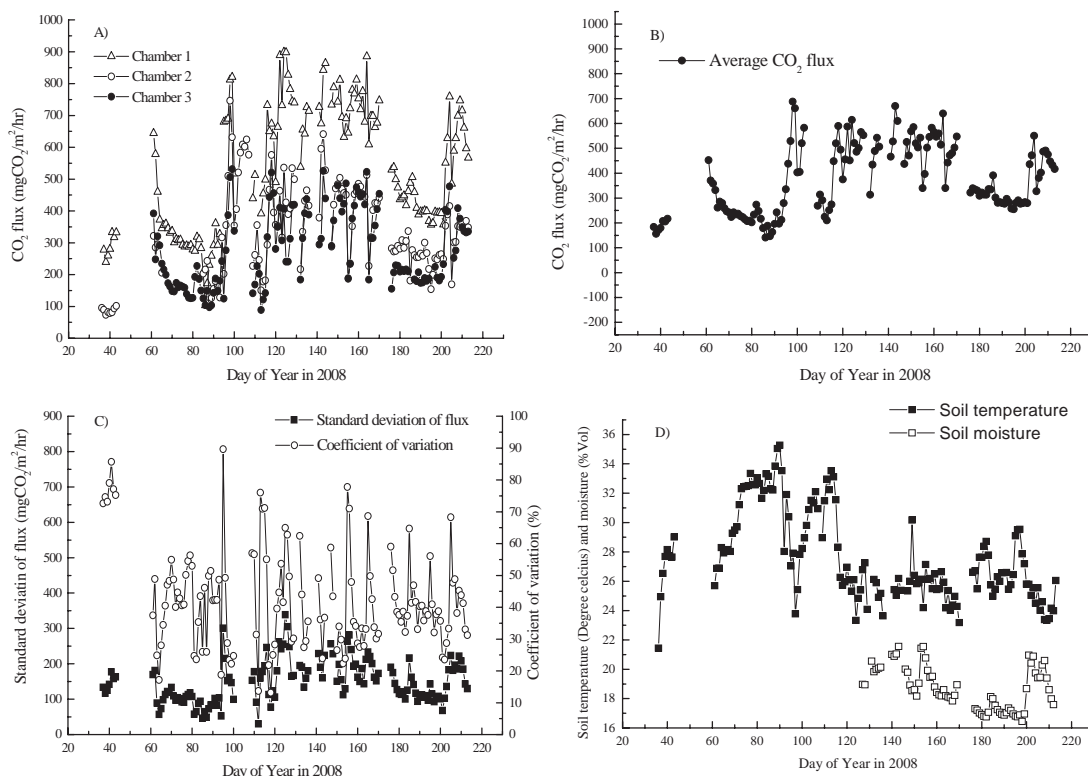 A)
Chamber 1
Chamber 2
Chamber 3
CO2 flux (mgCO2/m2/hr)
1000
900
800
700
600
500
400
300
200
100
0
20 40 60 80 100 120 140 160 180 200 220
Day of Year in 2008
B)
Average CO2 flux
CO2 flux (mgCO2/m2/hr)
1000
900
800
700
600
500
400
300
200
100
0
-100
-200
20 40 60 80 100 120 140 160 180 200 220
Day of Year in 2008
C)
Standard deviation of flux
Coefficient of variation
Standard deviatin of flux (mgCO2/m2/hr)
900
800
700
600
500
400
300
200
100
0
Coefficient of variation (%)
100
90
80
70
60
50
40
30
20
10
0
20 40 60 80 100 120 140 160 180 200 220
Day of Year in 2008
D)
Soil temperature
Soil moisture
Soil temperature (Degree celcius) and moisture (% Vol)
36
34
32
30
28
26
24
22
20
18
16
20 40 60 80 100 120 140 160 180 200 220
Day of Year in 2008